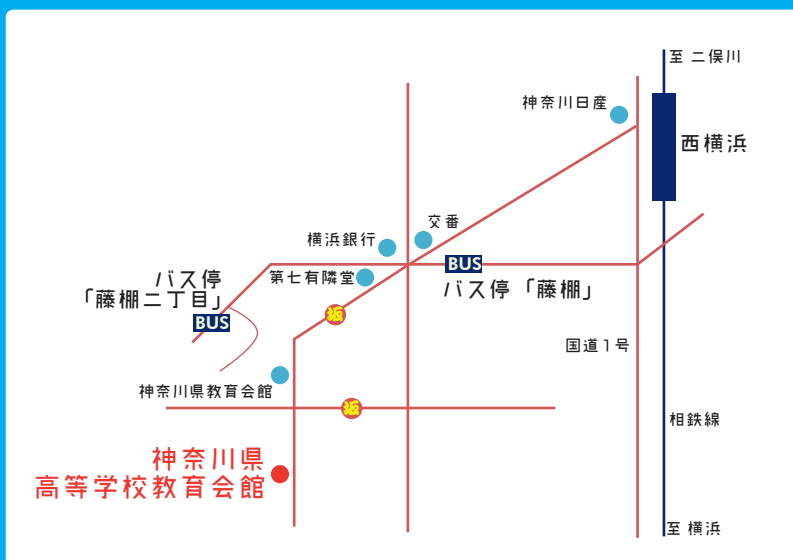 至 二俣川
神奈川日産
西横浜
交番
横浜銀行
BUS
第七有隣堂
バス停
「藤棚二丁目」
バス停「藤棚」
坂
BUS
国道1号
神奈川県教育会館
坂
相鉄線
神奈川県
高等学校教育会館
至 横浜